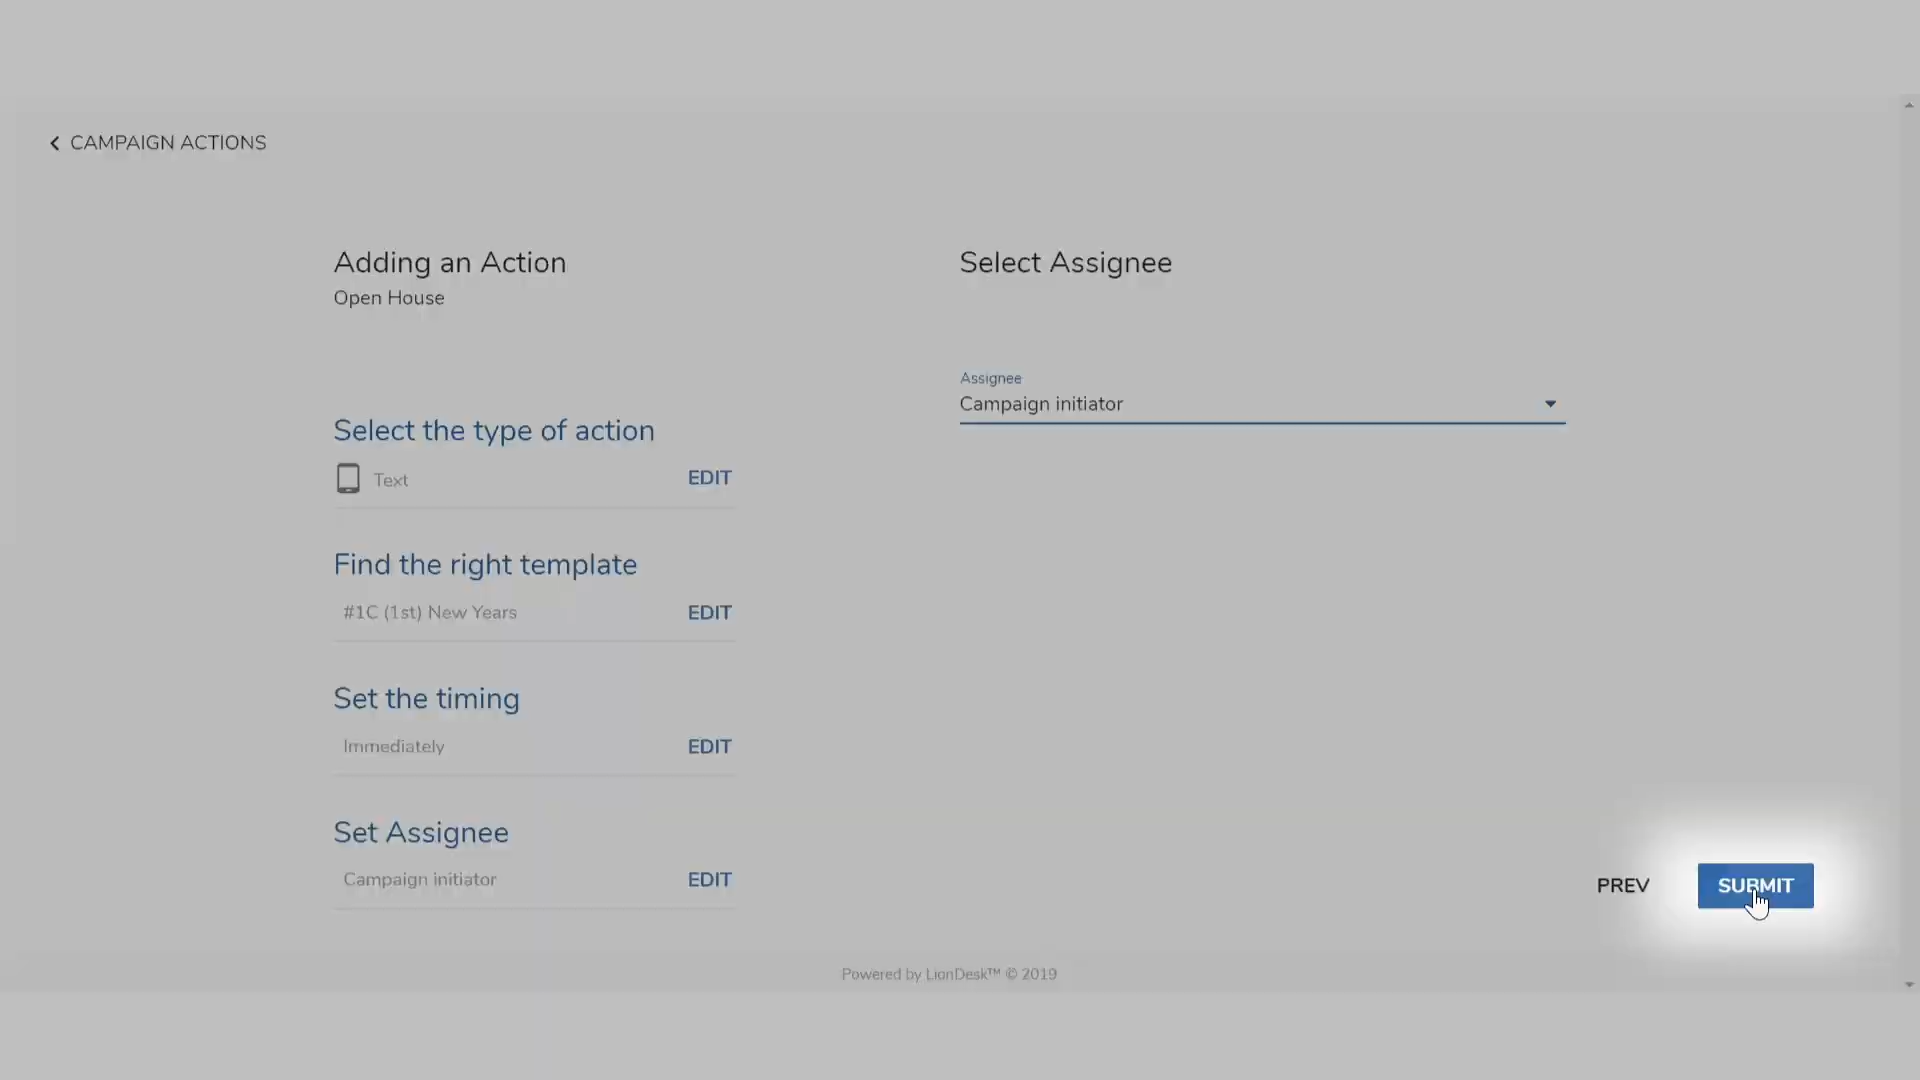 CAMPAIGN ACTIONS
Adding an Action
Open House
Select the type of action
Text EDIT
Find the right template
#1C (1st) New Years EDIT
Set the timing
Immediately EDIT
Set Assignee
Campaign initiator EDIT
Select Assignee
Assignee
Campaign initiator
PREV SUBMIT
Powered by LionDesk™ © 2019